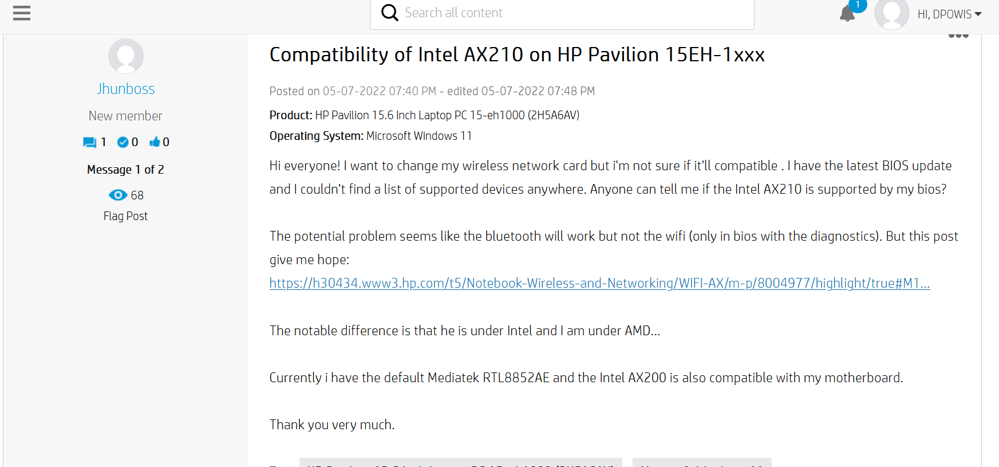 Search all content
1
HI, DPOWIS
Jhunboss
New member
1 0 0
Message 1 of 2
68
Flag Post
Compatibility of Intel AX210 on HP Pavilion 15EH-1xxx
Posted on 05-07-2022 07:40 PM - edited 05-07-2022 07:48 PM
Product: HP Pavilion 15.6 Inch Laptop PC 15-eh1000 (2H5A6AV)
Operating System: Microsoft Windows 11
Hi everyone! I want to change my wireless network card but i'm not sure if it'll compatible . I have the latest BIOS update
and I couldn't find a list of supported devices anywhere. Anyone can tell me if the Intel AX210 is supported by my bios?
The potential problem seems like the bluetooth will work but not the wifi (only in bios with the diagnostics). But this post
give me hope:
https://h30434.www3.hp.com/t5/Notebook-Wireless-and-Networking/WIFI-AX/m-p/8004977/highlight/true#M1...
The notable difference is that he is under Intel and I am under AMD...
Currently i have the default Mediatek RTL8852AE and the Intel AX200 is also compatible with my motherboard.
Thank you very much.